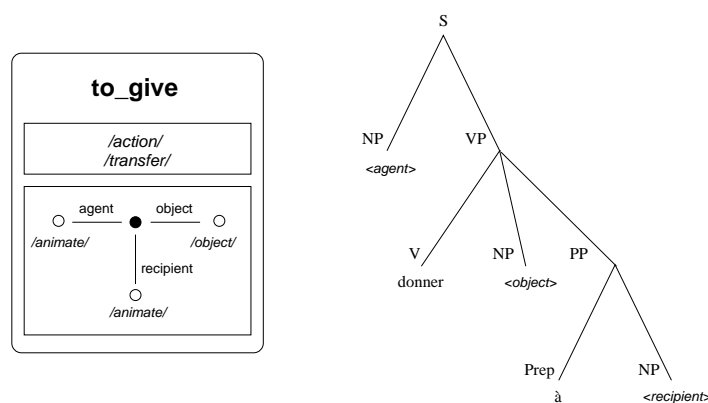 to_give
/action/
/transfer/
agent
object
/animate/
/object/
recipient
/animate/
S
NP
VP
<agent>
V
NP
PP
donner
<object>
Prep
NP
à
<recipient>